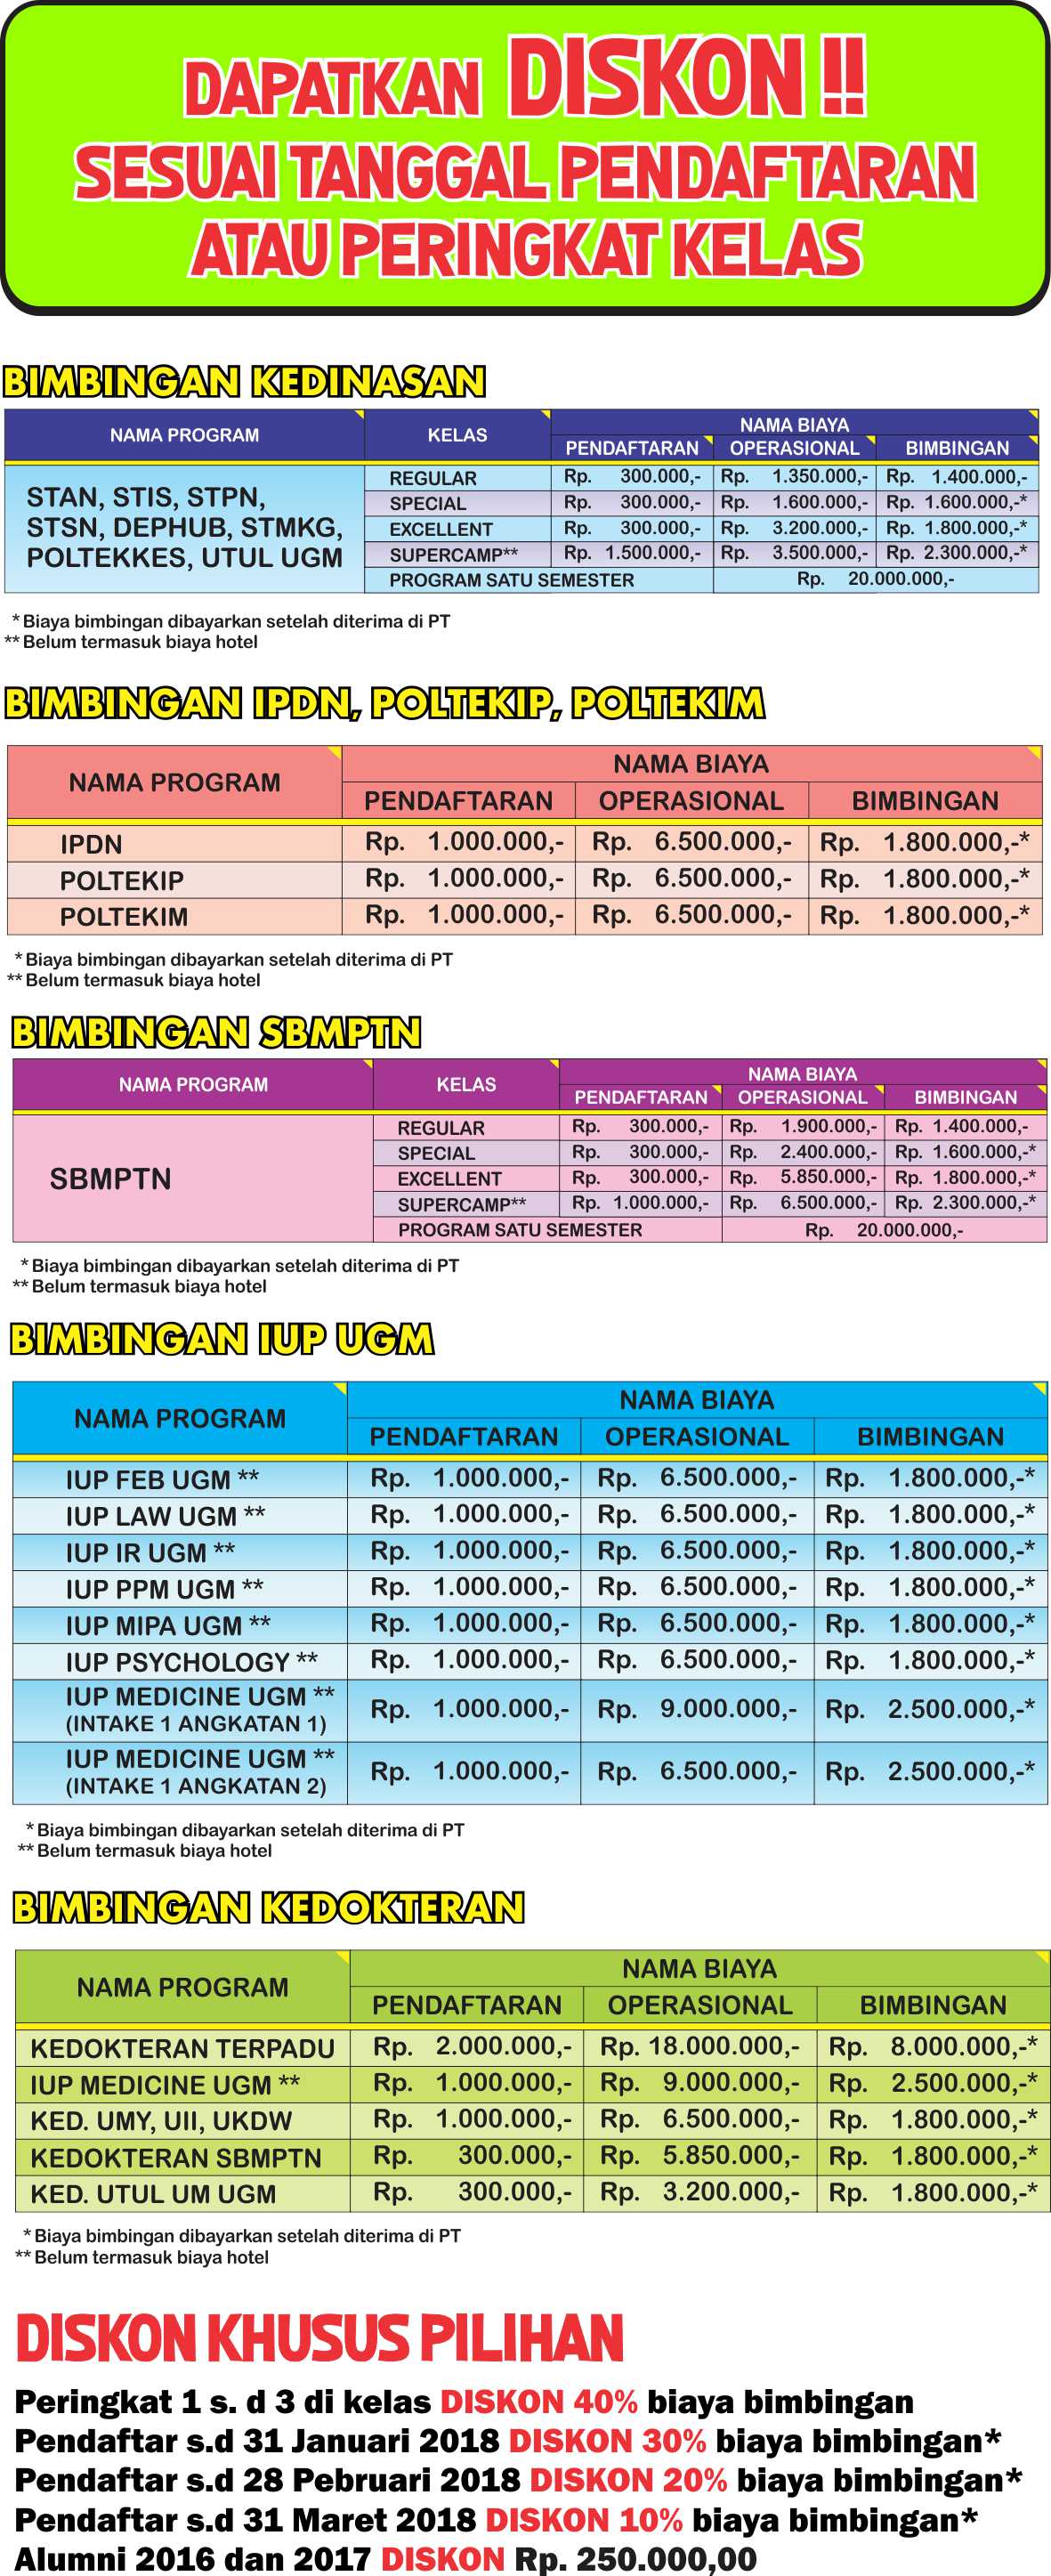 DAPATKAN DISKON !!
SESUAI TANGGAL PENDAFTARAN
ATAU PERINGKAT KELAS
BIMBINGAN KEDINASAN
NAMA PROGRAM KELAS NAMA BIAYA
PENDAFTARAN OPERASIONAL BIMBINGAN
STAN, STIS, STPN,
STSN, DEPHUB, STMKG,
POLTEKKES, UTUL UGM
REGULAR Rp. 300.000,- Rp. 1.350.000,- Rp. 1.400.000,-
SPECIAL Rp. 300.000,- Rp. 1.600.000,- Rp. 1.600.000,-*
EXCELLENT Rp. 300.000,- Rp. 3.200.000,- Rp. 1.800.000,-*
SUPERCAMP** Rp. 1.500.000,- Rp. 3.500.000,- Rp. 2.300.000,-*
PROGRAM SATU SEMESTER Rp. 20.000.000,-
* Biaya bimbingan dibayarkan setelah diterima di PT
** Belum termasuk biaya hotel
BIMBINGAN IPDN, POLTEKIP, POLTEKIM
NAMA PROGRAM NAMA BIAYA
PENDAFTARAN OPERASIONAL BIMBINGAN
IPDN Rp. 1.000.000,- Rp. 6.500.000,- Rp. 1.800.000,-*
POLTEKIP Rp. 1.000.000,- Rp. 6.500.000,- Rp. 1.800.000,-*
POLTEKIM Rp. 1.000.000,- Rp. 6.500.000,- Rp. 1.800.000,-*
* Biaya bimbingan dibayarkan setelah diterima di PT
** Belum termasuk biaya hotel
BIMBINGAN SBMPTN
NAMA PROGRAM KELAS NAMA BIAYA
PENDAFTARAN OPERASIONAL BIMBINGAN
SBMPTN
REGULAR Rp. 300.000,- Rp. 1.900.000,- Rp. 1.400.000,-
SPECIAL Rp. 300.000,- Rp. 2.400.000,- Rp. 1.600.000,-*
EXCELLENT Rp. 300.000,- Rp. 5.850.000,- Rp. 1.800.000,-*
SUPERCAMP** Rp. 1.000.000,- Rp. 6.500.000,- Rp. 2.300.000,-*
PROGRAM SATU SEMESTER Rp. 20.000.000,-
* Biaya bimbingan dibayarkan setelah diterima di PT
** Belum termasuk biaya hotel
BIMBINGAN IUP UGM
NAMA PROGRAM NAMA BIAYA
PENDAFTARAN OPERASIONAL BIMBINGAN
IUP FEB UGM ** Rp. 1.000.000,- Rp. 6.500.000,- Rp. 1.800.000,-*
IUP LAW UGM ** Rp. 1.000.000,- Rp. 6.500.000,- Rp. 1.800.000,-*
IUP IR UGM ** Rp. 1.000.000,- Rp. 6.500.000,- Rp. 1.800.000,-*
IUP PPM UGM ** Rp. 1.000.000,- Rp. 6.500.000,- Rp. 1.800.000,-*
IUP MIPA UGM ** Rp. 1.000.000,- Rp. 6.500.000,- Rp. 1.800.000,-*
IUP PSYCHOLOGY ** Rp. 1.000.000,- Rp. 6.500.000,- Rp. 1.800.000,-*
IUP MEDICINE UGM **
(INTAKE 1 ANGKATAN 1) Rp. 1.000.000,- Rp. 9.000.000,- Rp. 2.500.000,-*
IUP MEDICINE UGM **
(INTAKE 1 ANGKATAN 2) Rp. 1.000.000,- Rp. 6.500.000,- Rp. 2.500.000,-*
* Biaya bimbingan dibayarkan setelah diterima di PT
** Belum termasuk biaya hotel
BIMBINGAN KEDOKTERAN
NAMA PROGRAM NAMA BIAYA
PENDAFTARAN OPERASIONAL BIMBINGAN
KEDOKTERAN TERPADU Rp. 2.000.000,- Rp. 18.000.000,- Rp. 8.000.000,-*
IUP MEDICINE UGM ** Rp. 1.000.000,- Rp. 9.000.000,- Rp. 2.500.000,-*
KED. UMY, UII, UKDW Rp. 1.000.000,- Rp. 6.500.000,- Rp. 1.800.000,-*
KEDOKTERAN SBMPTN Rp. 300.000,- Rp. 5.850.000,- Rp. 1.800.000,-*
KED. UTUL UM UGM Rp. 300.000,- Rp. 3.200.000,- Rp. 1.800.000,-*
* Biaya bimbingan dibayarkan setelah diterima di PT
** Belum termasuk biaya hotel
DISKON KHUSUS PILIHAN
Peringkat 1 s. d 3 di kelas DISKON 40% biaya bimbingan
Pendaftar s.d 31 Januari 2018 DISKON 30% biaya bimbingan*
Pendaftar s.d 28 Pebruari 2018 DISKON 20% biaya bimbingan*
Pendaftar s.d 31 Maret 2018 DISKON 10% biaya bimbingan*
Alumni 2016 dan 2017 DISKON Rp. 250.000,00